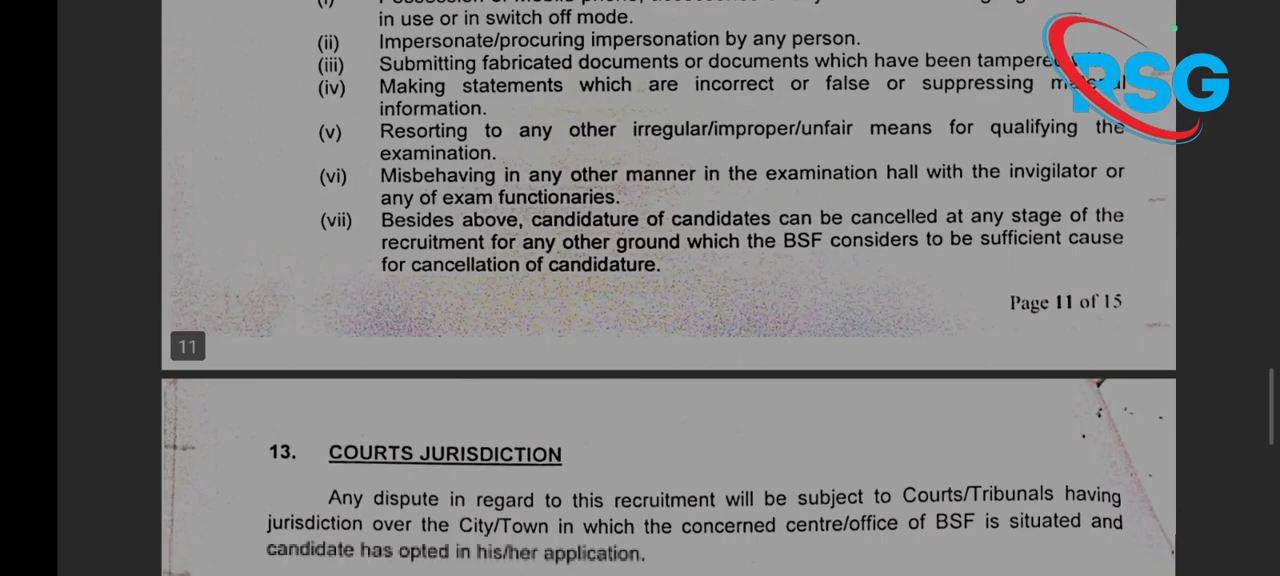 in use or in switch off mode.
(ii) Impersonate/procuring impersonation by any person.
(iii) Submitting fabricated documents or documents which have been tampered
(iv) Making statements which are incorrect or false or suppressing
information.
(v) Resorting to any other irregular/improper/unfair means for qualifying the
examination.
(vi) Misbehaving in any other manner in the examination hall with the invigilator or
any of exam functionaries.
(vii) Besides above, candidature of candidates can be cancelled at any stage of the
recruitment for any other ground which the BSF considers to be sufficient cause
for cancellation of candidature.
Page 11 of 15
11
RSG
13. COURTS JURISDICTION
Any dispute in regard to this recruitment will be subject to Courts/Tribunals having
jurisdiction over the City/Town in which the concerned centre/office of BSF is situated and
candidate has opted in his/her application.